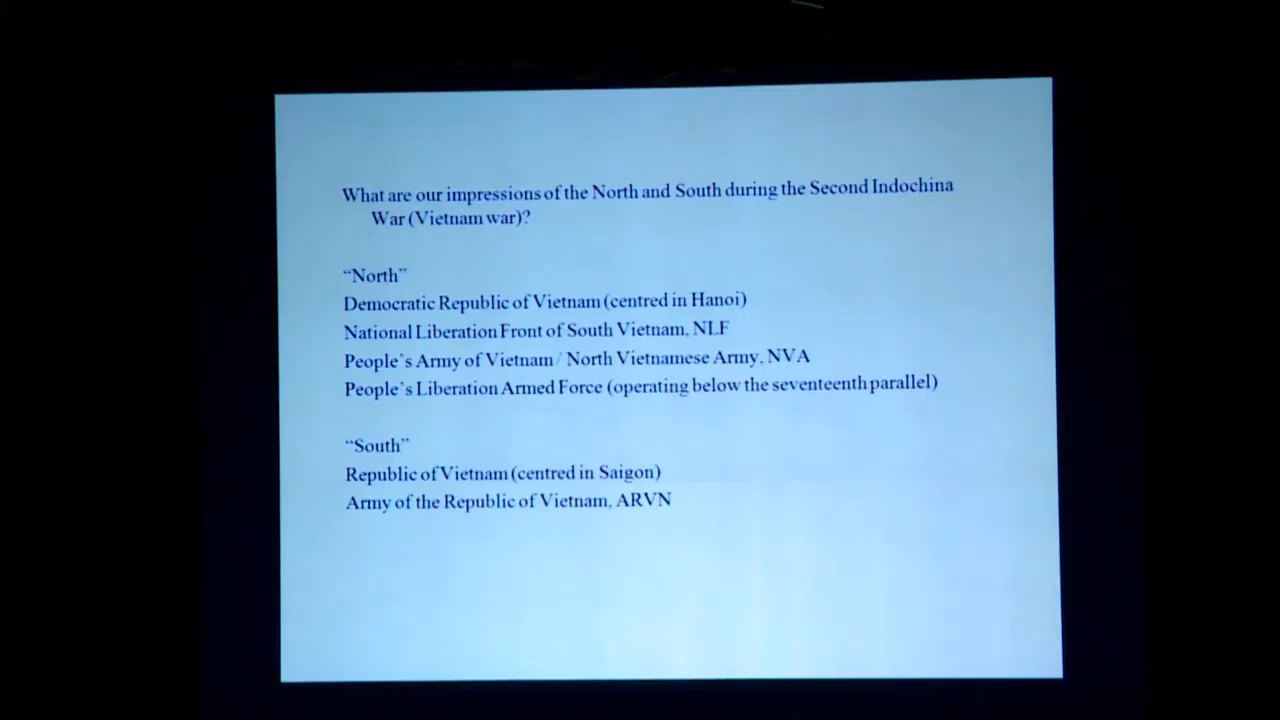 What are our impressions of the North and South during the Second Indochina
War (Vietnam war)?
“North”
Democratic Republic of Vietnam (centred in Hanoi)
National Liberation Front of South Vietnam, NLF
People’s Army of Vietnam / North Vietnamese Army, NVA
People’s Liberation Armed Force (operating below the seventeenth parallel)
“South”
Republic of Vietnam (centred in Saigon)
Army of the Republic of Vietnam, ARVN